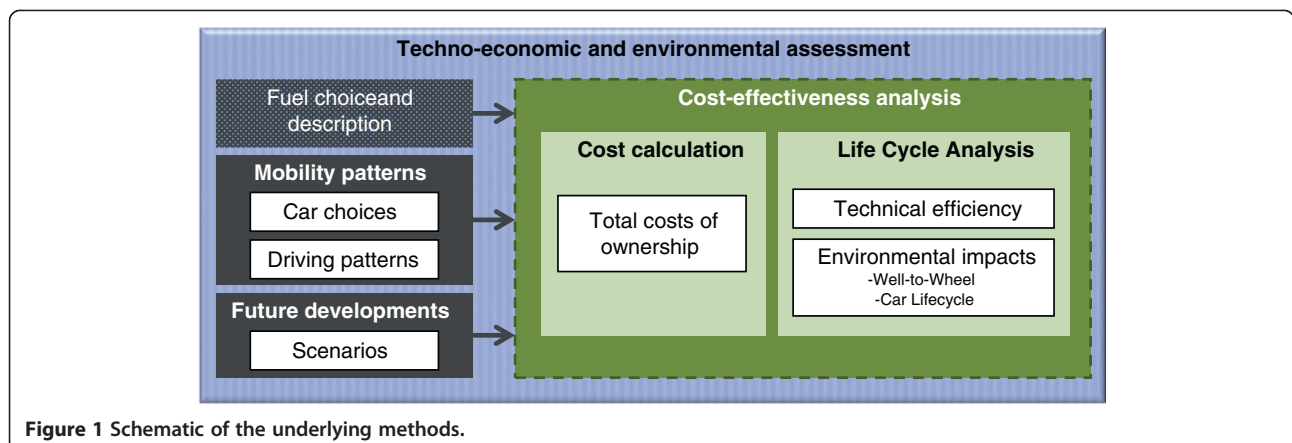 Techno-economic and environmental assessment
Fuel choiceand
description
Mobility patterns
Car choices
Driving patterns
Future developments
Scenarios
Cost-effectiveness analysis
Cost calculation
Total costs of
ownership
Life Cycle Analysis
Technical efficiency
Environmental impacts
-Well-to-Wheel
-Car Lifecycle
Figure 1 Schematic of the underlying methods.